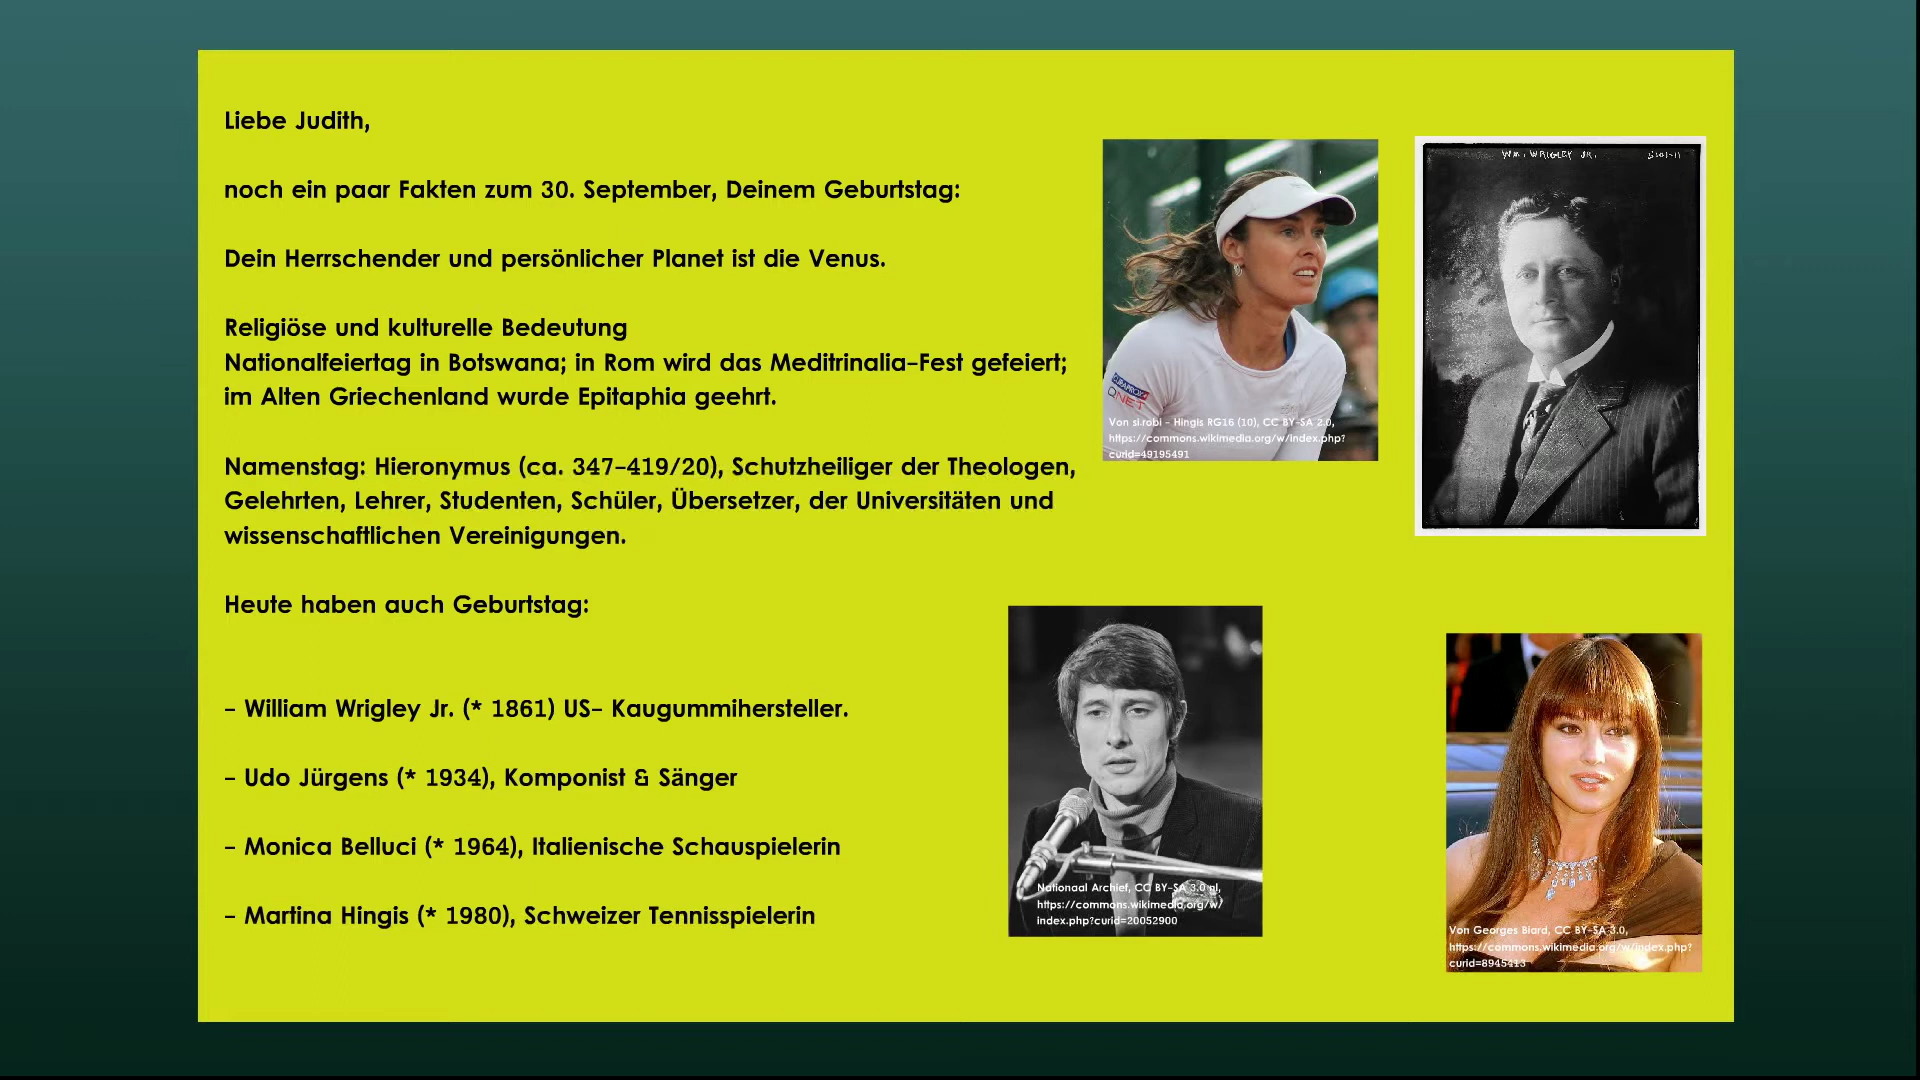 Liebe Judith,
noch ein paar Fakten zum 30. September, Deinem Geburtstag:
Dein Herrschender und persönlicher Planet ist die Venus.
Religiöse und kulturelle Bedeutung
Nationalfeiertag in Botswana; in Rom wird das Meditrinalia-Fest gefeiert;
im Alten Griechenland wurde Epitaphia geehrt.
Namenstag: Hieronymus (ca. 347-419/20), Schutzheiliger der Theologen,
Gelehrten, Lehrer, Studenten, Schüler, Übersetzer, der Universitäten und
wissenschaftlichen Vereinigungen.
Heute haben auch Geburtstag:
- William Wrigley Jr. (* 1861) US- Kaugummihersteller.
- Udo Jürgens (* 1934), Komponist & Sänger
- Monica Belluci (* 1964), Italienische Schauspielerin
- Martina Hingis (* 1980), Schweizer Tennisspielerin
QNET
Von si.robi - Hingis RG16 (10), CC BY-SA 2.0,
https://commons.wikimedia.org/w/index.php?
curid=49195491
WM. WRIGLEY JR.
Nationaal Archief, CC BY-SA 3.0 nl,
https://commons.wikimedia.org/w/
index.php?curid=20052900
Von Georges Biard, CC BY-SA 3.0,
https://commons.wikimedia.org/w/index.php?
curid=8945413